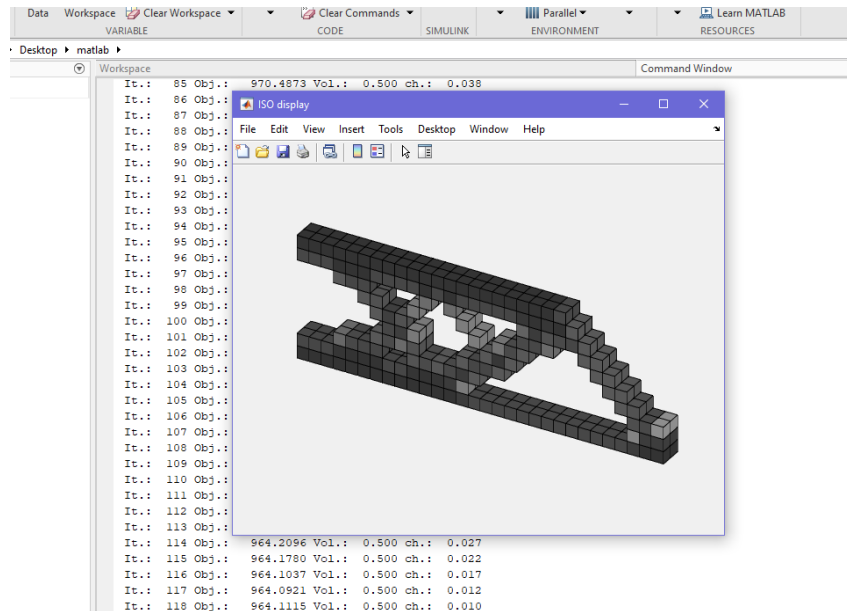 Data Workspace Clear Workspace Clear Commands Parallel Learn MATLAB
VARIABLE CODE SIMULINK ENVIRONMENT RESOURCES
Desktop matlab
Workspace Command Window
It.: 85 Obj.: 970.4873 Vol.: 0.500 ch.: 0.038
It.: 86 Obj.:
ISO display
It.: 87 Obj.:
It.: 88 Obj.:
File Edit View Insert Tools Desktop Window Help
It.: 89 Obj.:
It.: 90 Obj.:
It.: 91 Obj.:
It.: 92 Obj.:
It.: 93 Obj.:
It.: 94 Obj.:
It.: 95 Obj.:
It.: 96 Obj.:
It.: 97 Obj.:
It.: 98 Obj.:
It.: 99 Obj.:
It.: 100 Obj.:
It.: 101 Obj.:
It.: 102 Obj.:
It.: 103 Obj.:
It.: 104 Obj.:
It.: 105 Obj.:
It.: 106 Obj.:
It.: 107 Obj.:
It.: 108 Obj.:
It.: 109 Obj.:
It.: 110 Obj.:
It.: 111 Obj.:
It.: 112 Obj.:
It.: 113 Obj.:
It.: 114 Obj.: 964.2096 Vol.: 0.500 ch.: 0.027
It.: 115 Obj.: 964.1780 Vol.: 0.500 ch.: 0.022
It.: 116 Obj.: 964.1037 Vol.: 0.500 ch.: 0.017
It.: 117 Obj.: 964.0921 Vol.: 0.500 ch.: 0.012
It.: 118 Obj.: 964.1115 Vol.: 0.500 ch.: 0.010